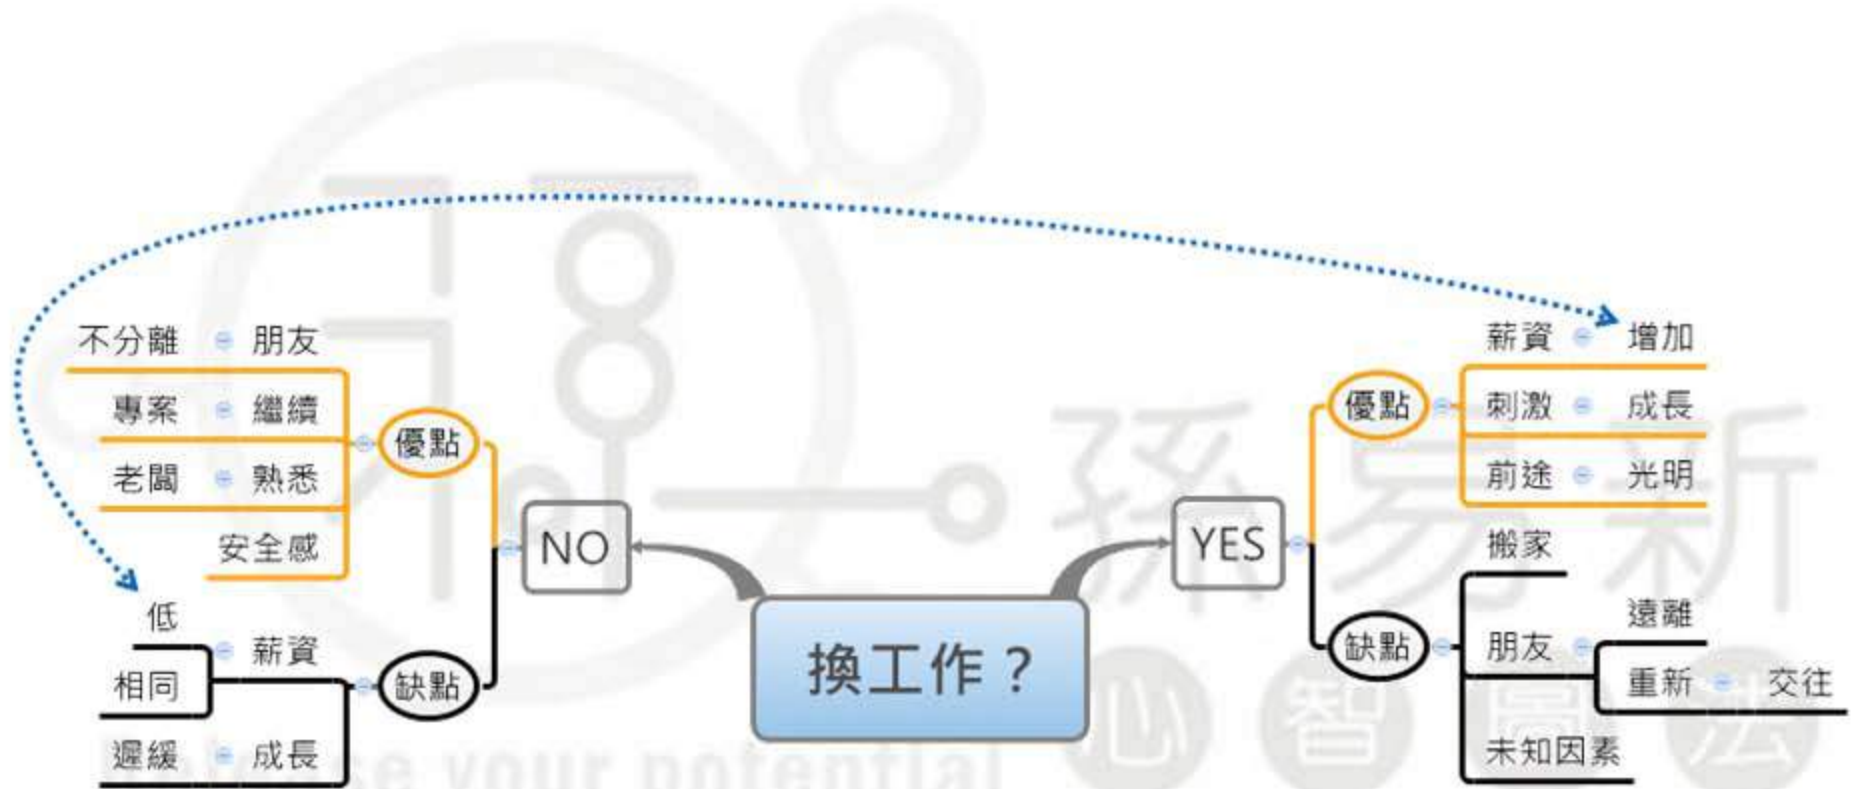 換工作？
YES
優點
薪資 增加
刺激 成長
前途 光明
缺點
搬家
朋友 遠離
重新 交往
未知因素
NO
優點
不分離 朋友
專案 繼續
老闆 熟悉
安全感
缺點
低
薪資
相同
遲緩 成長
孫易新
心智圖法
se your potential